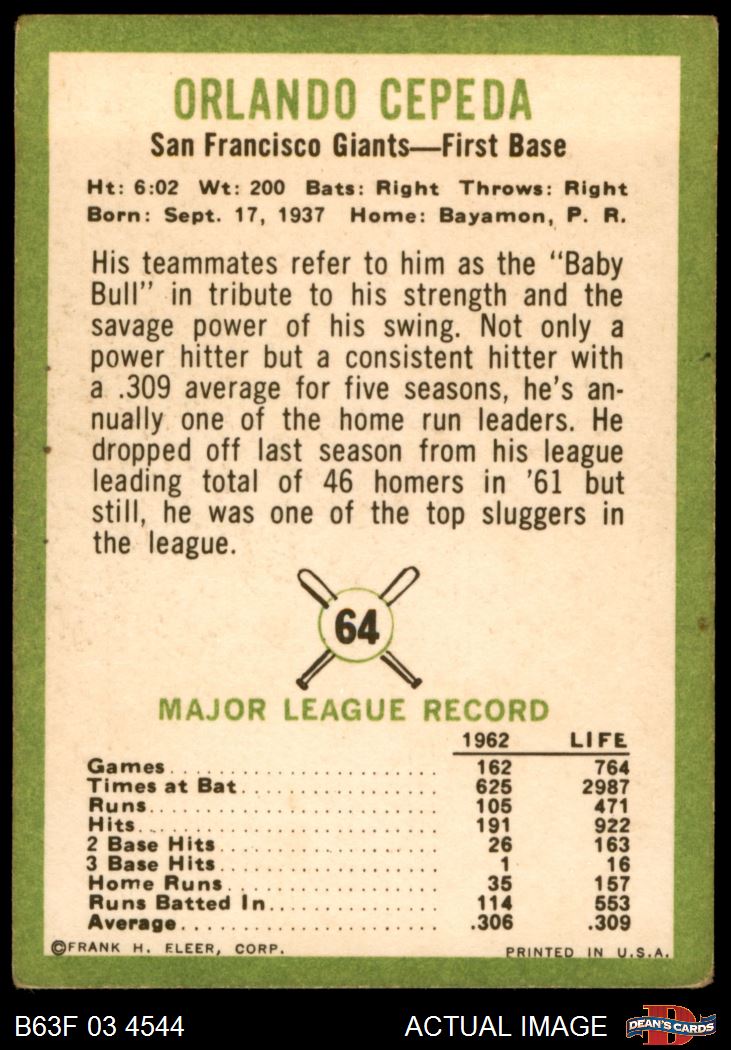 ORLANDO CEPEDA
San Francisco Giants—First Base
Ht: 6:02 Wt: 200 Bats: Right Throws: Right
Born: Sept. 17, 1937 Home: Bayamon, P. R.
His teammates refer to him as the "Baby
Bull" in tribute to his strength and the
savage power of his swing. Not only a
power hitter but a consistent hitter with
a .309 average for five seasons, he's an-
nually one of the home run leaders. He
dropped off last season from his league
leading total of 46 homers in '61 but
still, he was one of the top sluggers in
the league.
64
MAJOR LEAGUE RECORD
1962 LIFE
Games 162 764
Times at Bat 625 2987
Runs 105 471
Hits 191 922
2 Base Hits 26 163
3 Base Hits 1 16
Home Runs 35 157
Runs Batted In 114 553
Average .306 .309
©FRANK H. FLEER, CORP. PRINTED IN U.S.A.
B63F 03 4544 ACTUAL IMAGE DEAN'S CARDS